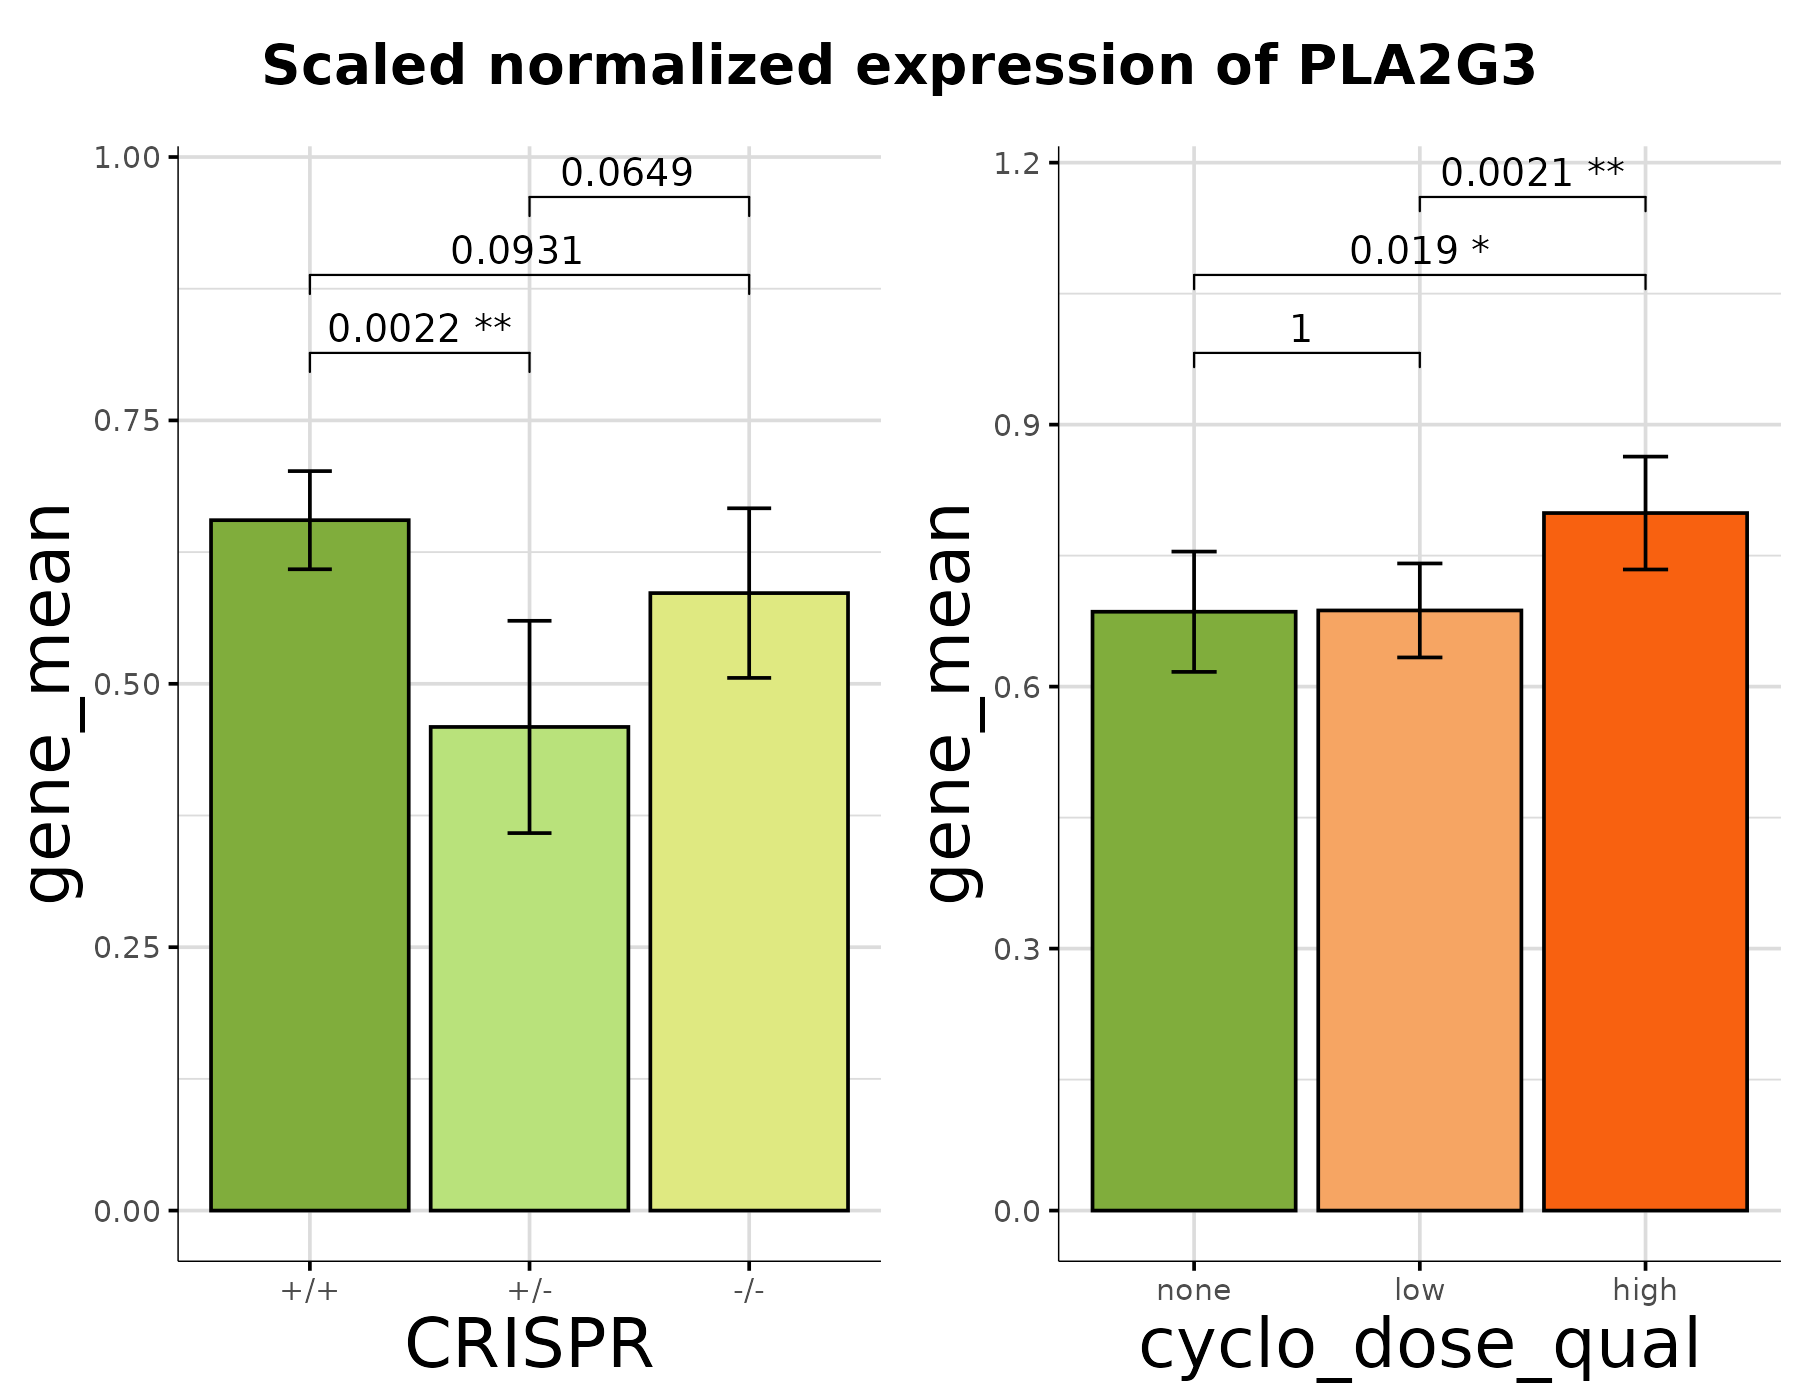 Scaled normalized expression of PLA2G3
gene_mean
1.00
0.75
0.50
0.25
0.00
0.0649
0.0931
0.0022 **
+/+
+/-
-/-
CRISPR
gene_mean
1.2
0.9
0.6
0.3
0.0
0.0021 **
0.019 *
1
none
low
high
cyclo_dose_qual